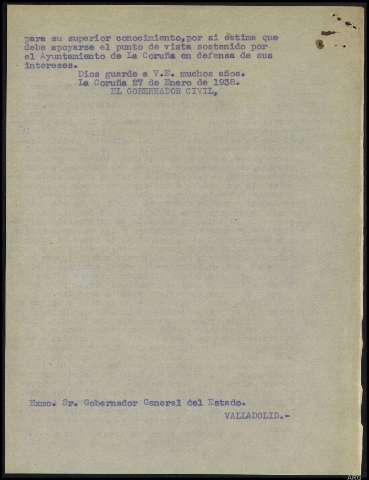 para su superior conocimiento,por si estima que
debe apoyarse el punto de vista sostenido por
el Ayuntamiento de La Coruña en defensa de sus
intereses.
Dios guarde a V.E. muchos años.
La Coruña 27 de Enero de 1938.
EL GOBERNADOR CIVIL,
Exmo. Sr. Gobernador General del Estado.
VALLADOLID.-